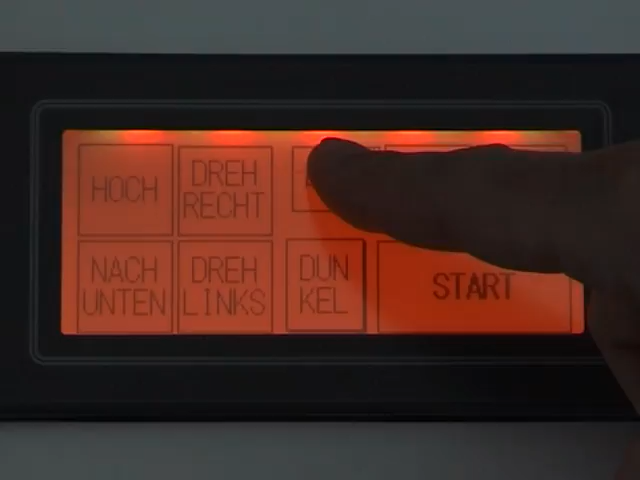 HOCH
DREH
RECHT
NACH
UNTEN
DREH
LINKS
DUN
KEL
START